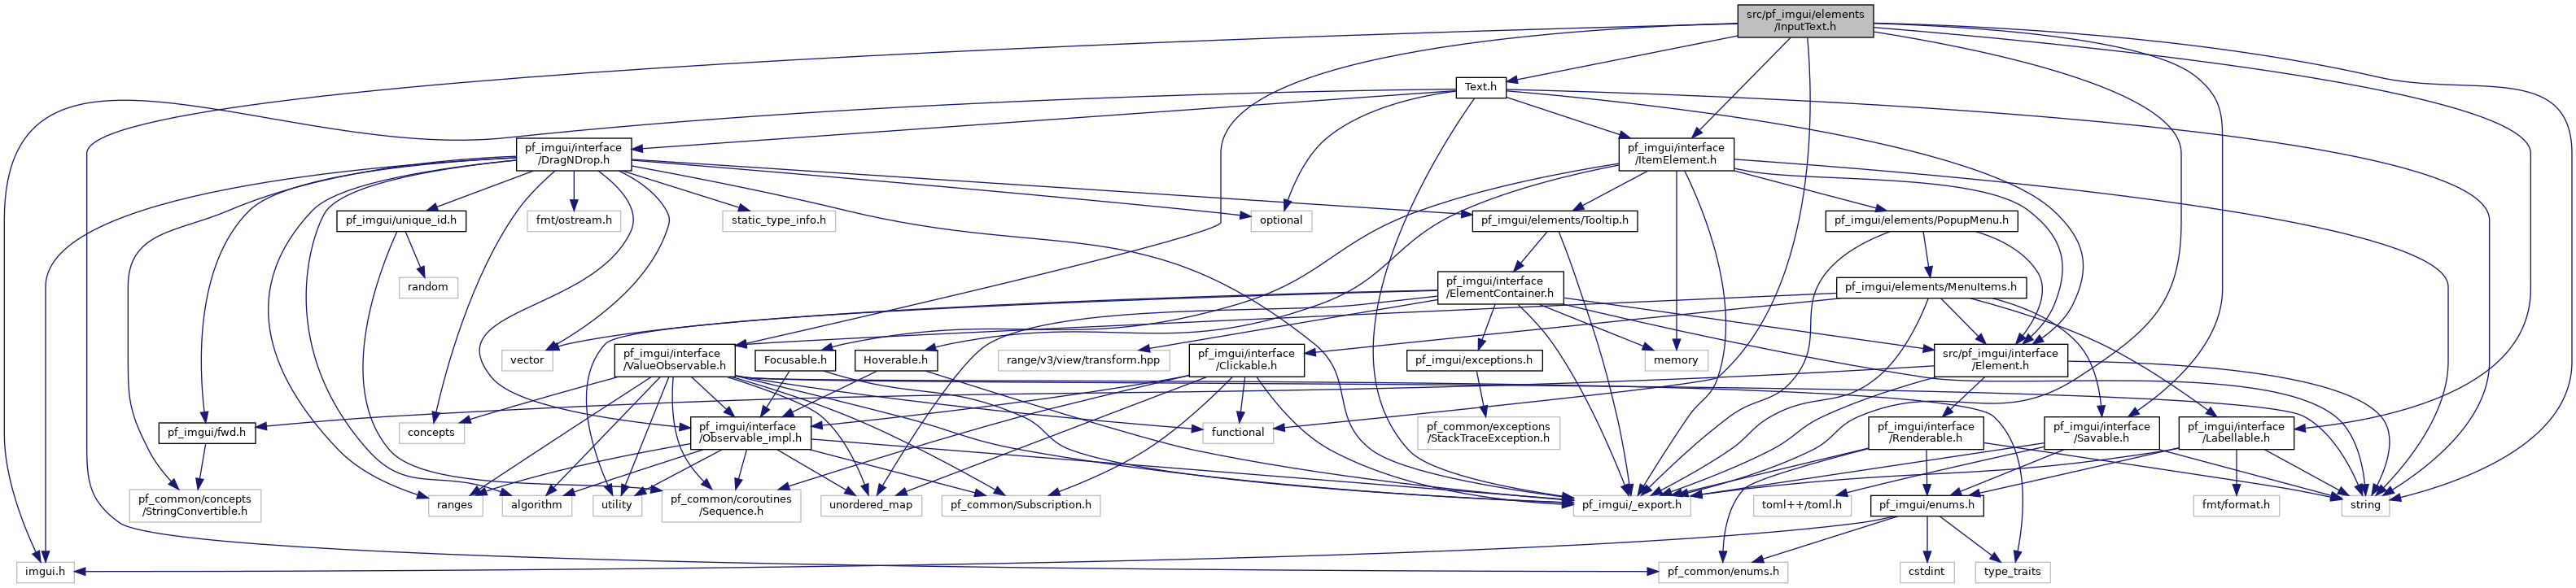 src/pf_imgui/elements
/InputText.h
Text.h
pf_imgui/interface
/DragNDrop.h
pf_imgui/interface
/ItemElement.h
pf_imgui/unique_id.h
fmt/ostream.h
static_type_info.h
optional
pf_imgui/elements/Tooltip.h
pf_imgui/elements/PopupMenu.h
random
pf_imgui/interface
/ElementContainer.h
pf_imgui/elements/MenuItems.h
vector
pf_imgui/interface
/ValueObservable.h
Focusable.h
Hoverable.h
range/v3/view/transform.hpp
pf_imgui/interface
/Clickable.h
pf_imgui/exceptions.h
memory
src/pf_imgui/interface
/Element.h
pf_imgui/fwd.h
concepts
pf_imgui/interface
/Observable_impl.h
functional
pf_common/exceptions
/StackTraceException.h
pf_imgui/interface
/Renderable.h
pf_imgui/interface
/Savable.h
pf_imgui/interface
/Labellable.h
pf_common/concepts
/StringConvertible.h
ranges
algorithm
utility
pf_common/coroutines
/Sequence.h
unordered_map
pf_common/Subscription.h
pf_imgui/_export.h
toml++/toml.h
pf_imgui/enums.h
fmt/format.h
string
imgui.h
pf_common/enums.h
cstdint
type_traits